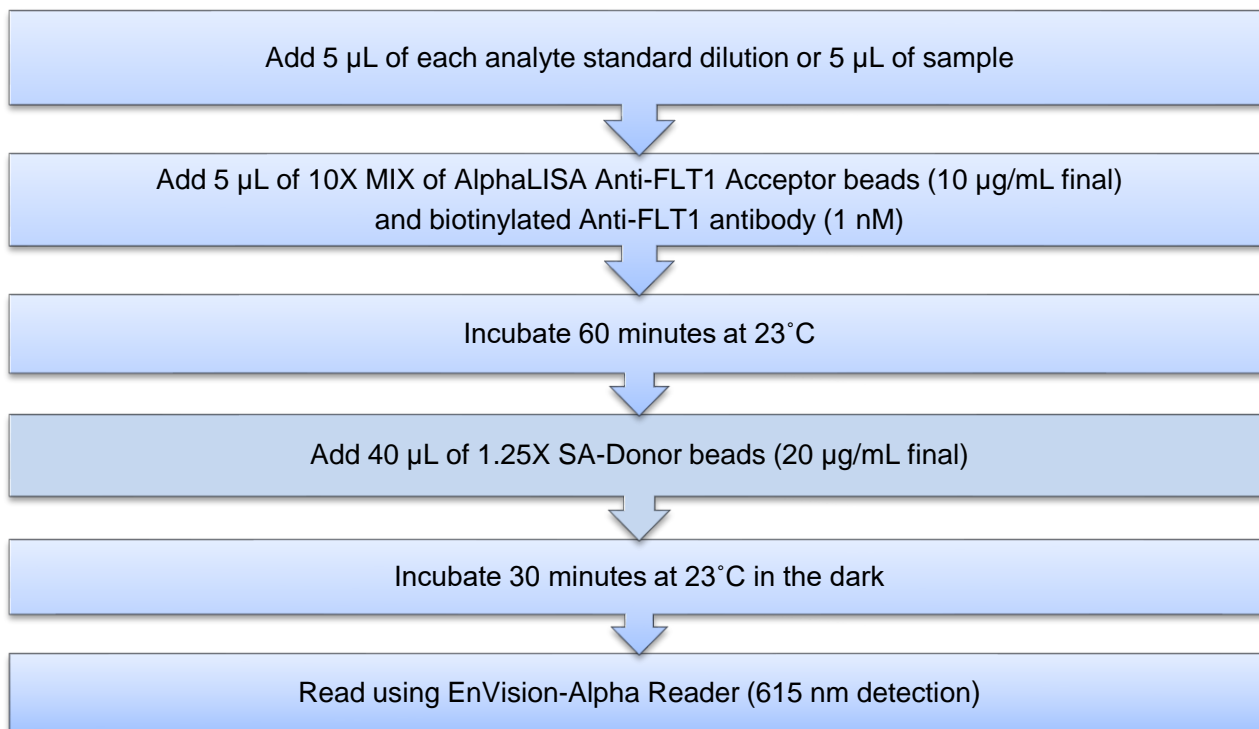 Add 5 µL of each analyte standard dilution or 5 µL of sample
Add 5 µL of 10X MIX of AlphaLISA Anti-FLT1 Acceptor beads (10 µg/mL final)
and biotinylated Anti-FLT1 antibody (1 nM)
Incubate 60 minutes at 23˚C
Add 40 µL of 1.25X SA-Donor beads (20 µg/mL final)
Incubate 30 minutes at 23˚C in the dark
Read using EnVision-Alpha Reader (615 nm detection)